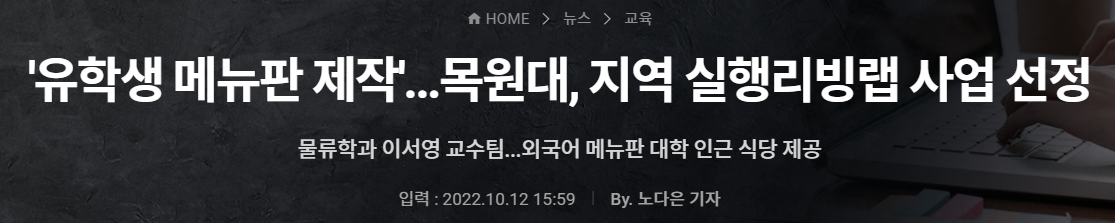 HOME > 뉴스 > 교육
'유학생 메뉴판 제작'...목원대, 지역 실행리빙랩 사업 선정
물류학과 이서영 교수팀...외국어 메뉴판 대학 인근 식당 제공
입력 : 2022.10.12 15:59 | By. 노다은 기자